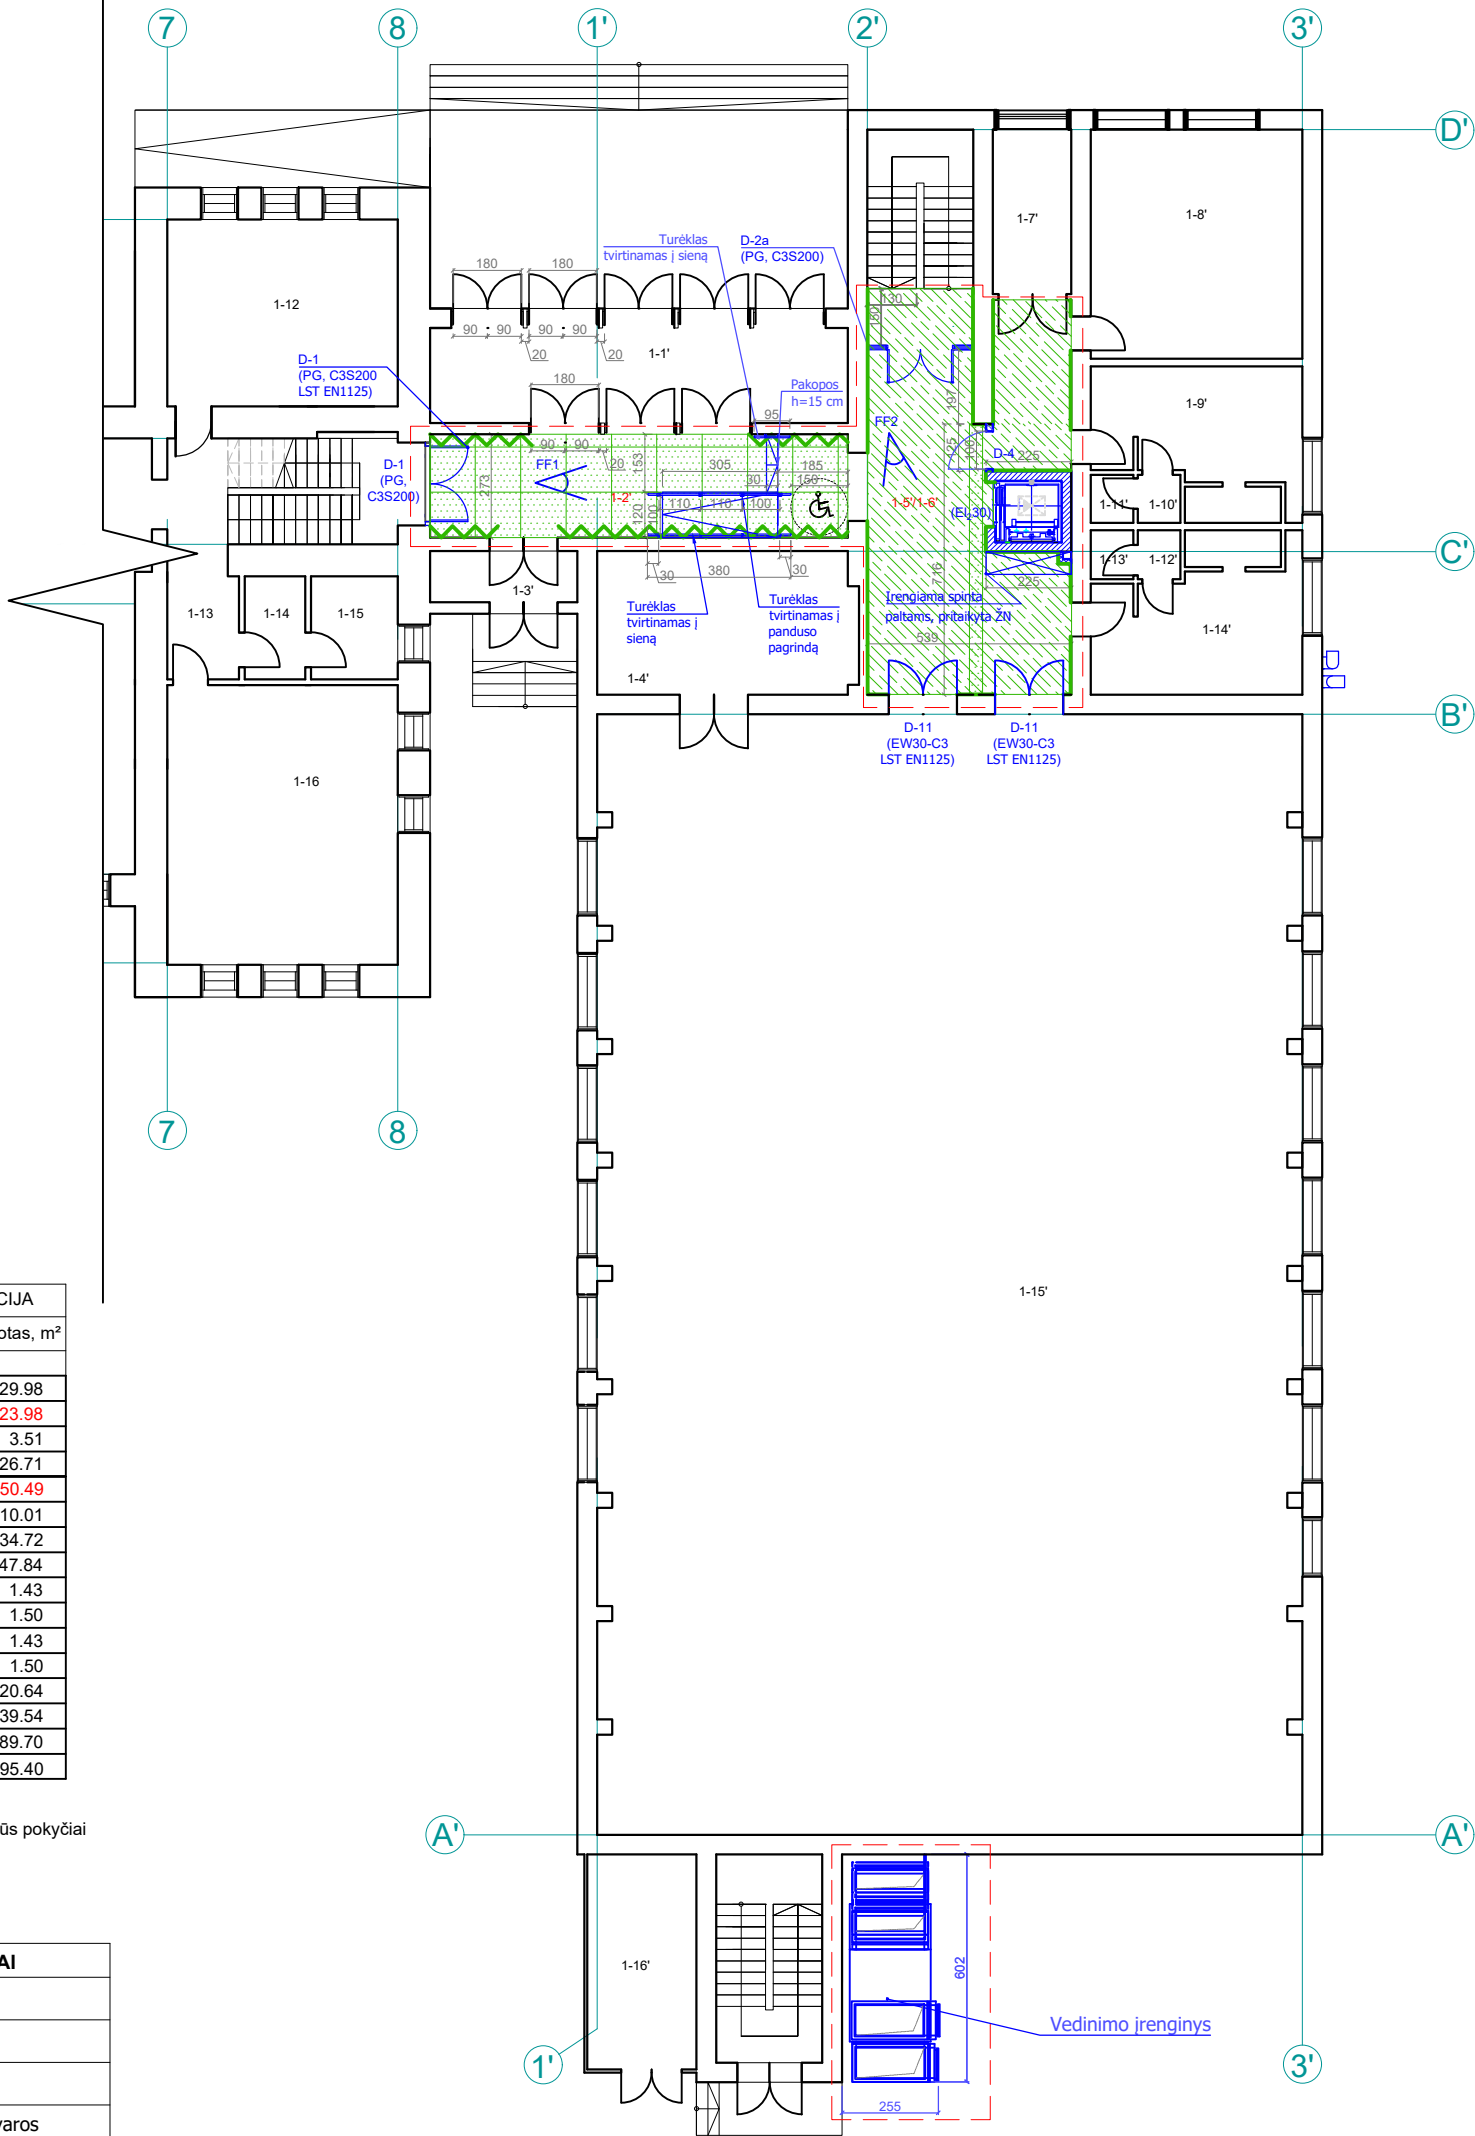 7
8
1'
2'
3'
D'
1-7'
1-8'
Turėklas
tvirtinamas į sieną
D-2a
(PG, C3S200)
180
180
130
150
1-12
90
90
90
90
20
20
1-1'
D-1
(PG, C3S200
LST EN1125)
180
Pakopos
h=15 cm
95
197
1-9'
FF2
90
90
20
153
305
185
125
100
D-4
225
D-1
(PG,
C3S200)
FF1
273
1-2'
30
150
110
110
100
120
100
1-5'/1-6'
(EI₂30)
1-11'
1-10'
C'
1-13'
1-12'
716
225
30
380
30
1-3'
1-13
1-14
1-15
Turėklas
tvirtinamas į
sieną
Turėklas
tvirtinamas į
panduso
pagrindą
Įrengiama spinta
paltams, pritaikyta ŽN
539
1-14'
1-4'
B'
D-11
(EW30-C3
LST EN1125)
D-11
(EW30-C3
LST EN1125)
1-16
7
8
1-15'
CIJA
otas, m²
29.98
23.98
3.51
26.71
50.49
10.01
34.72
47.84
1.43
1.50
1.43
1.50
20.64
39.54
89.70
95.40
ūs pokyčiai
A'
A'
AI
1-16'
602
Vedinimo įrenginys
1'
3'
255
varos